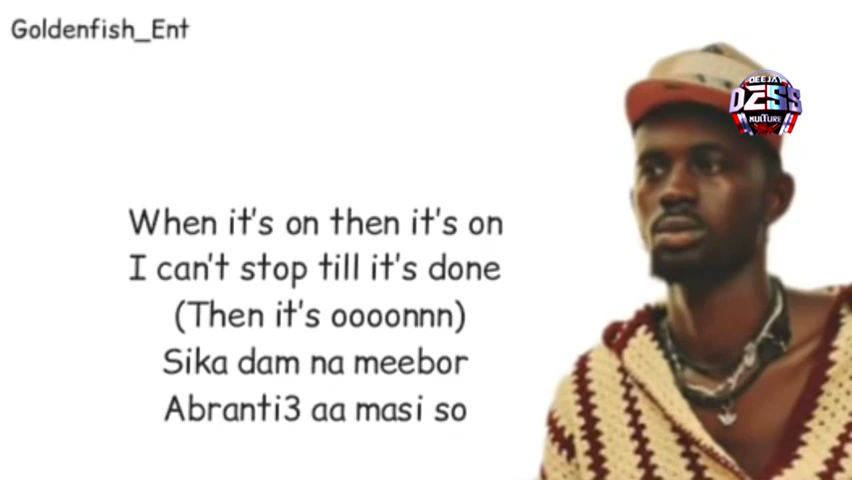 Goldenfish_Ent
DEEJAY
DESS
KULTURE
When it's on then it's on
I can't stop till it's done
(Then it's oooonnn)
Sika dam na meebor
Abranti3 aa masi so